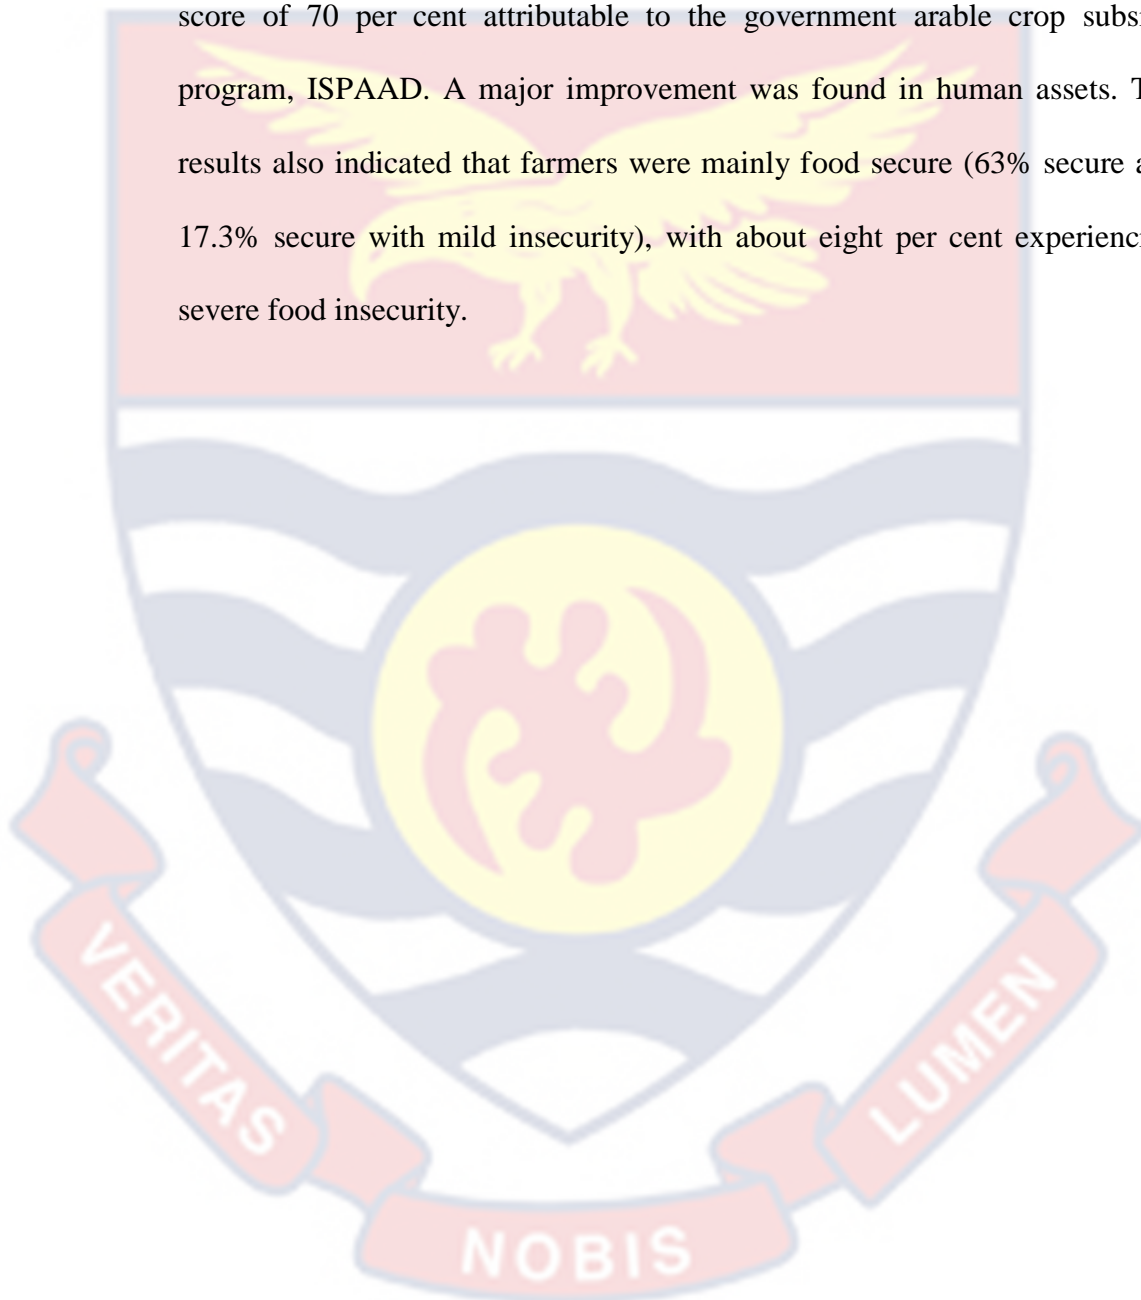 score of 70 per cent attributable to the government arable crop subsi
program, ISPAAD. A major improvement was found in human assets. T
results also indicated that farmers were mainly food secure (63% secure a
17.3% secure with mild insecurity), with about eight per cent experienci
severe food insecurity.
VERITAS
NOBIS
LUMEN